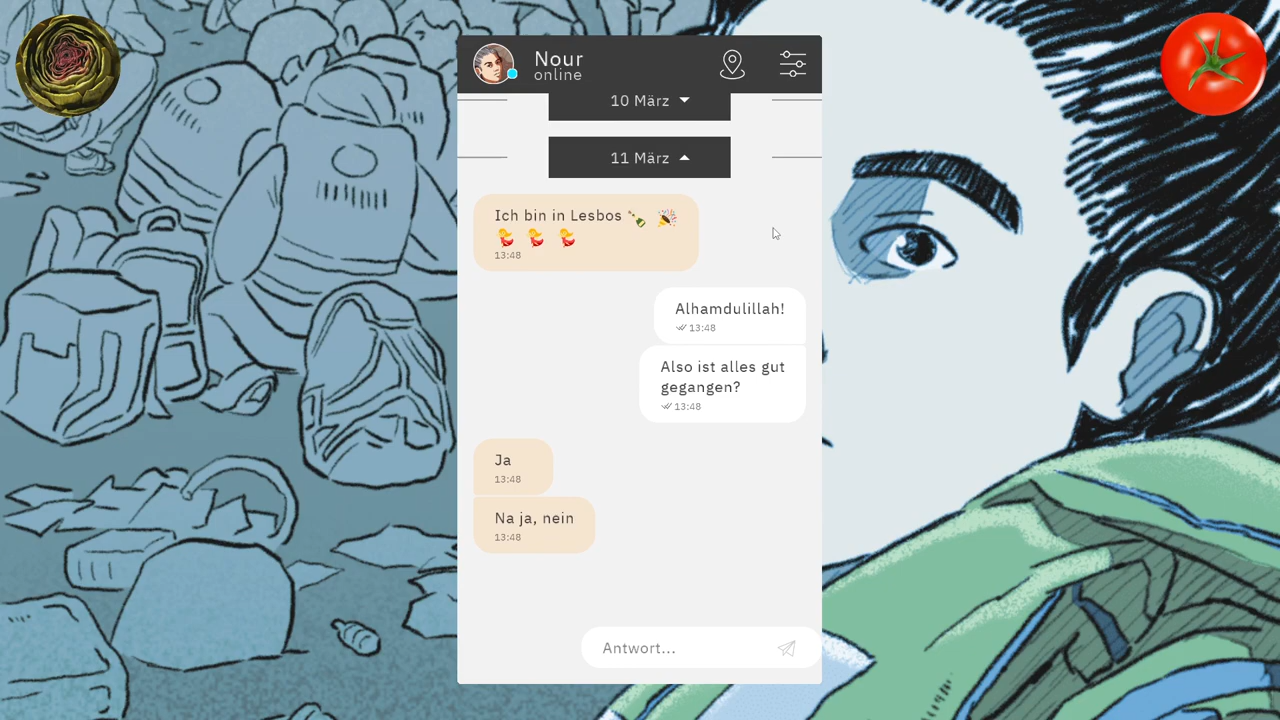 Nour
online
10 März
11 März
Ich bin in Lesbos
13:48
Alhamdulillah!
13:48
Also ist alles gut
gegangen?
13:48
Ja
13:48
Na ja, nein
13:48
Antwort...